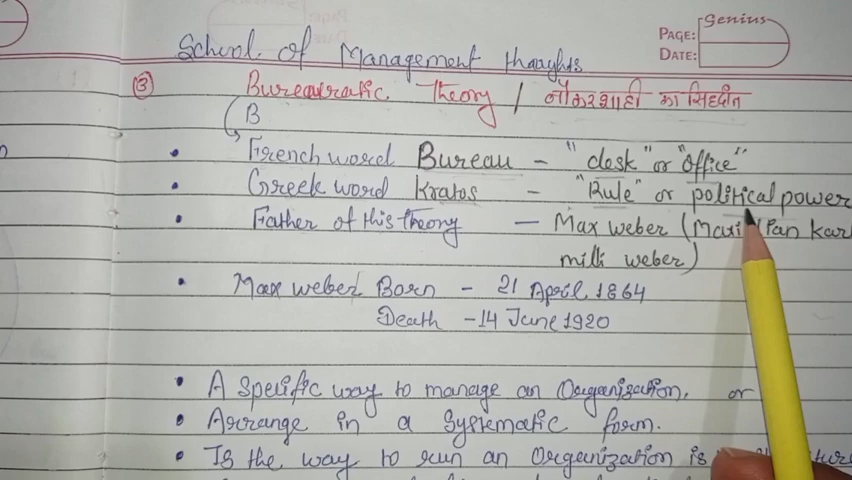 Genius
PAGE:
DATE:
School of Management thoughts
③ Bureaucratic Theory / नौकरशाही का सिद्दांत
B
• French word Bureau - "desk" or "Office"
• Greek word Kratos - "Rule" or political power
• Father of this theory - Max weber (
milli weber)
• Max weber Born - 21 April 1864
Death - 14 June 1920
• A specific way to manage an Organization. or
• Arrange in a systematic form.
• Is the way to run an Organization is